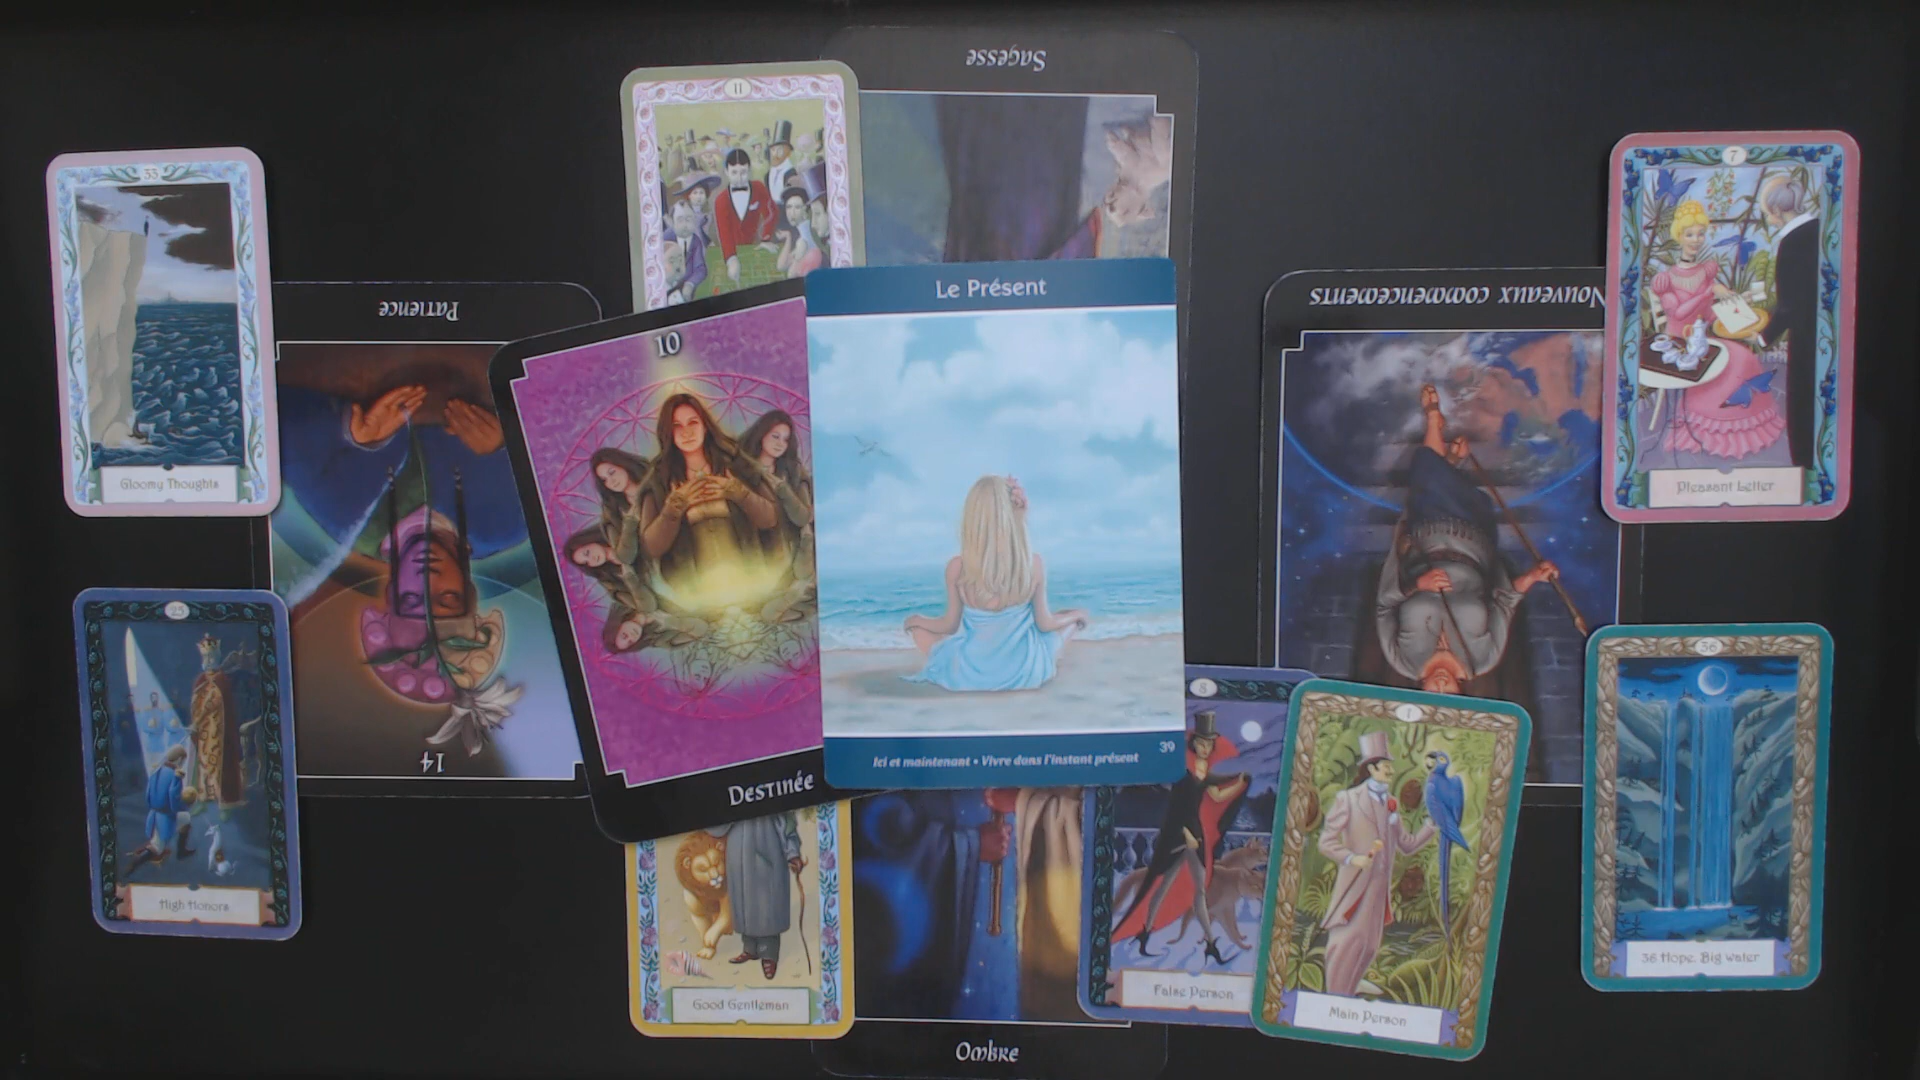 Sagesse
11
33
Gloomy Thoughts
Patience
14
25
High Honors
10
Destinée
Le Présent
Ici et maintenant • Vivre dans l'instant présent
39
Nouveaux commencements
7
Pleasant Letter
Good Gentleman
Ombre
8
False Person
1
Main Person
36
36 Hope, Big Water